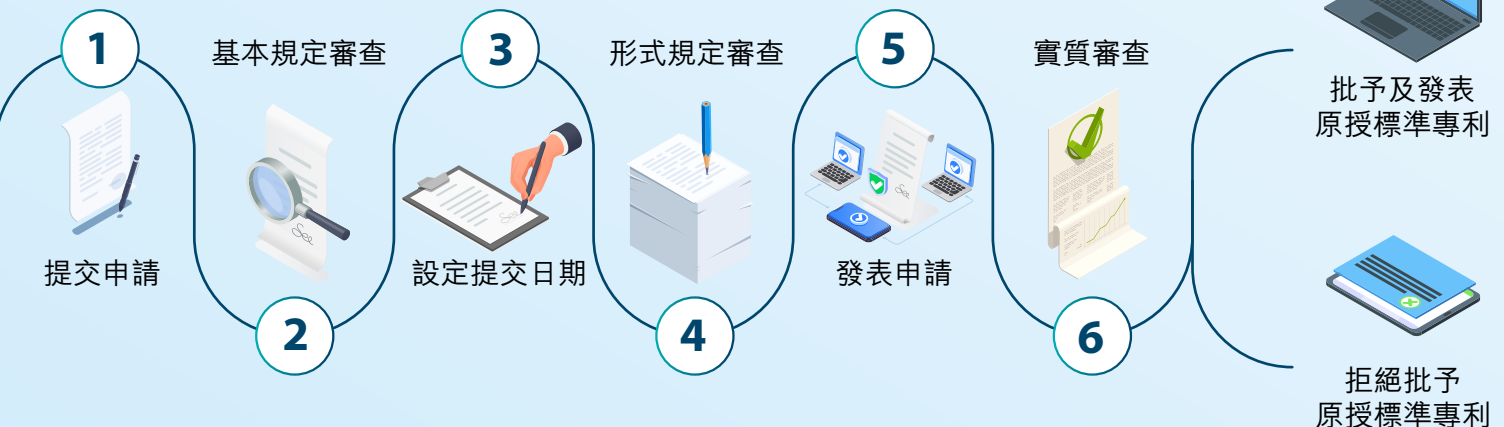 1
提交申請
基本規定審查
2
3
設定提交日期
形式規定審查
4
5
發表申請
實質審查
6
批予及發表
原授標準專利
拒絕批予
原授標準專利